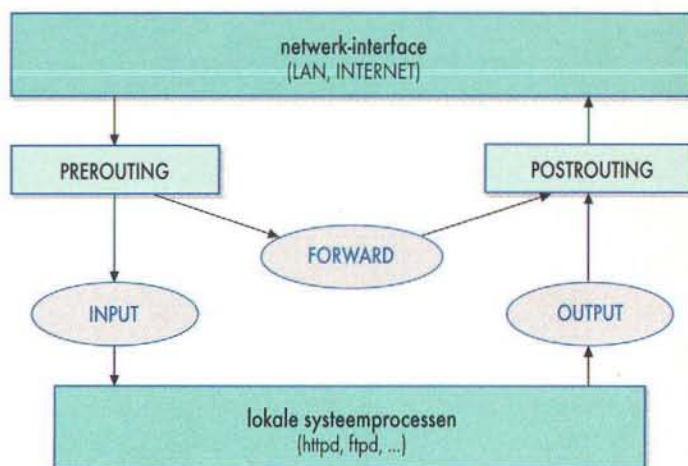 netwerk-interface
(LAN, INTERNET)
PREROUTING
POSTROUTING
FORWARD
INPUT
OUTPUT
lokale systeemprocessen
(httpd, ftpd, ...)